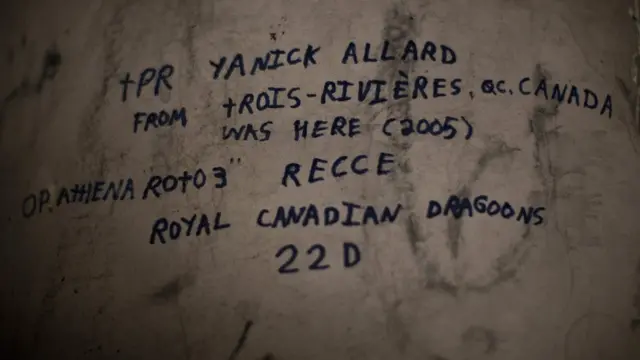 tPR YANICK ALLARD
FROM tROIS-RIVIÈRES, QC. CANADA
WAS HERE (2005)
OP. AtHENA ROtO 3" RECCE
ROYAL CANADIAN DRAGOONS
22D